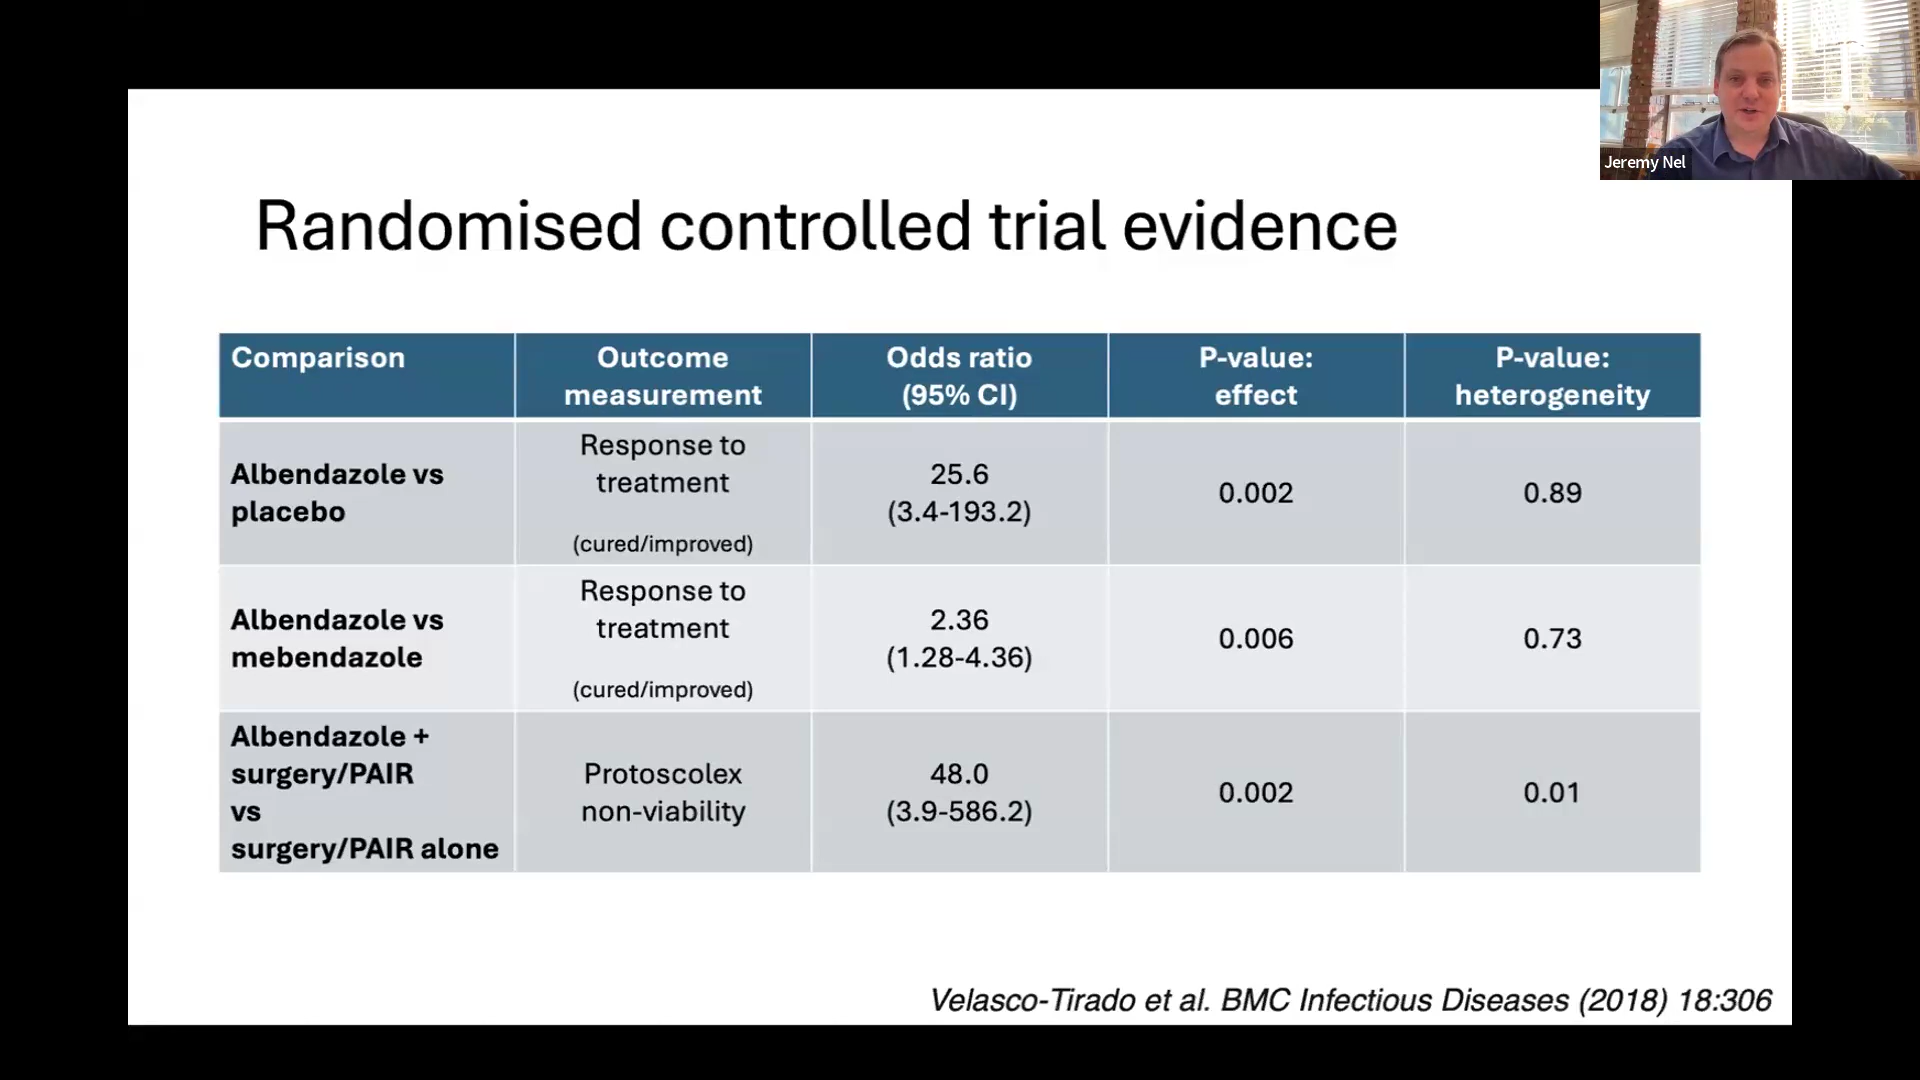 Jeremy Nel
Randomised controlled trial evidence
Comparison
Outcome
measurement
Odds ratio
(95% CI)
P-value:
effect
P-value:
heterogeneity
Albendazole vs
placebo
Response to
treatment
(cured/improved)
25.6
(3.4-193.2)
0.002
0.89
Albendazole vs
mebendazole
Response to
treatment
(cured/improved)
2.36
(1.28-4.36)
0.006
0.73
Albendazole +
surgery/PAIR
vs
surgery/PAIR alone
Protoscolex
non-viability
48.0
(3.9-586.2)
0.002
0.01
Velasco-Tirado et al. BMC Infectious Diseases (2018) 18:306